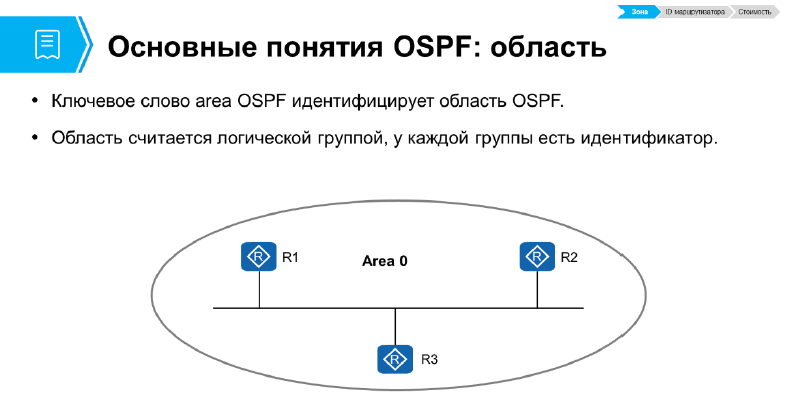 Зона ID маршрутизатора Стоимость
Основные понятия OSPF: область
• Ключевое слово area OSPF идентифицирует область OSPF.
• Область считается логической группой, у каждой группы есть идентификатор.
R R1 Area 0 R R2
R R3